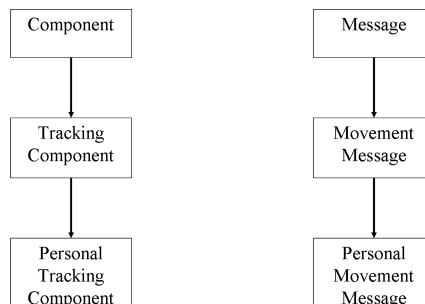 Component
Message
Tracking
Component
Movement
Message
Personal
Tracking
Component
Personal
Movement
Message